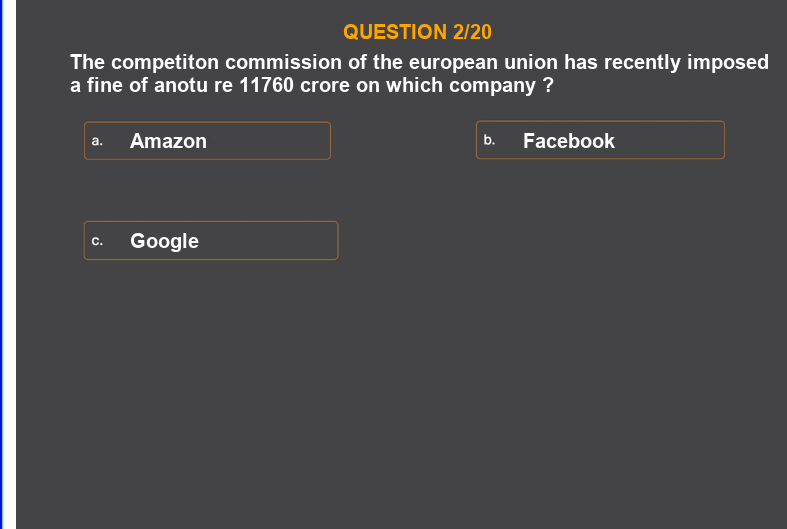 QUESTION 2/20
The competiton commission of the european union has recently imposed
a fine of anotu re 11760 crore on which company ?
a. Amazon
b. Facebook
c. Google